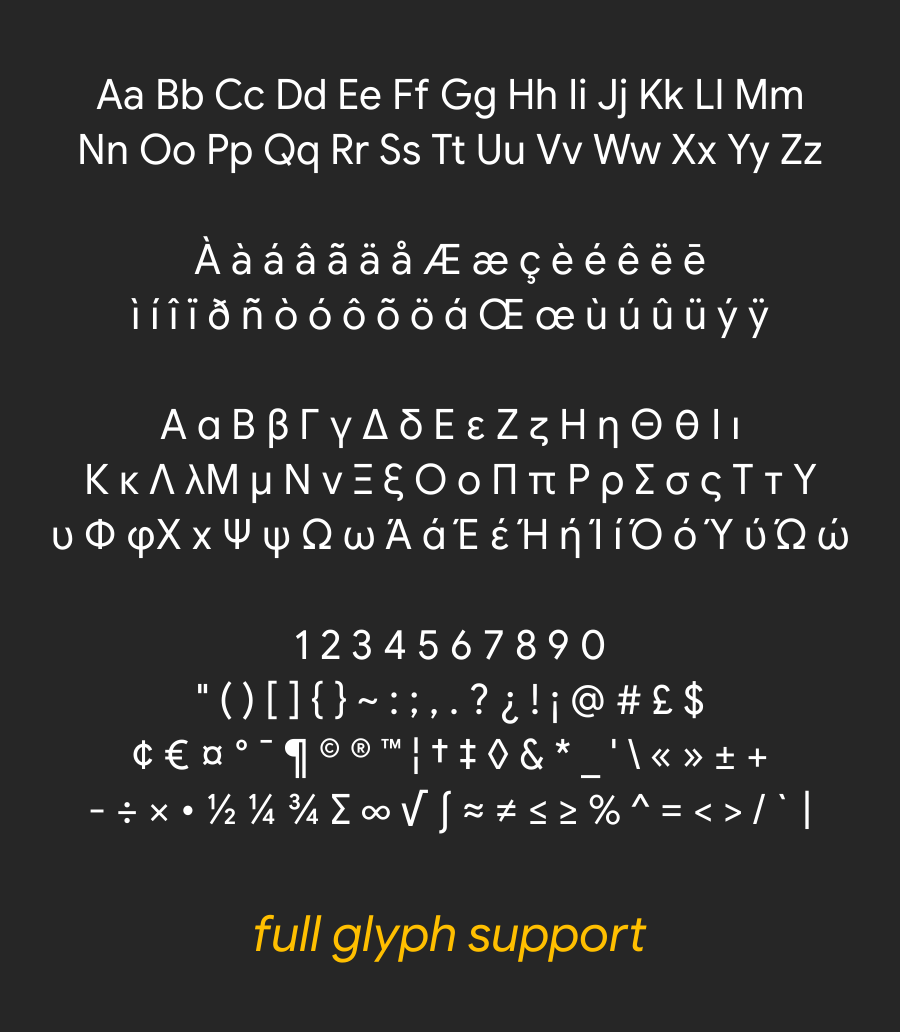 Aa Bb Cc Dd Ee Ff Gg Hh Ii Jj Kk Ll Mm
Nn Oo Pp Qq Rr Ss Tt Uu Vv Ww Xx Yy Zz
À à á â ã ä å Æ æ ç è é ê ë ē
ì í î ï ð ñ ò ó ô õ ö á Œ œ ù ú û ü ý ÿ
Α α Β β Γ γ Δ δ Ε ε Ζ ζ Η η Θ θ Ι ι
Κ κ Λ λΜ μ Ν ν Ξ ξ Ο ο Π π Ρ ρ Σ σ ς Τ τ Υ
υ Φ φΧ x Ψ ψ Ω ω Ά ά Έ έ Ή ή Ί ί Ό ό Ύ ύ Ώ ώ
1 2 3 4 5 6 7 8 9 0
" ( ) [ ] { } ~ : ; , . ? ¿ ! ¡ @ # £ $
¢ € ¤ ° ¯ ¶ © ® ™ ¦ † ‡ ◊ & * _ ' \ « » ± +
- ÷ × • ½ ¼ ¾ Σ ∞ √ ∫ ≈ ≠ ≤ ≥ % ^ = < > / ` |
full glyph support